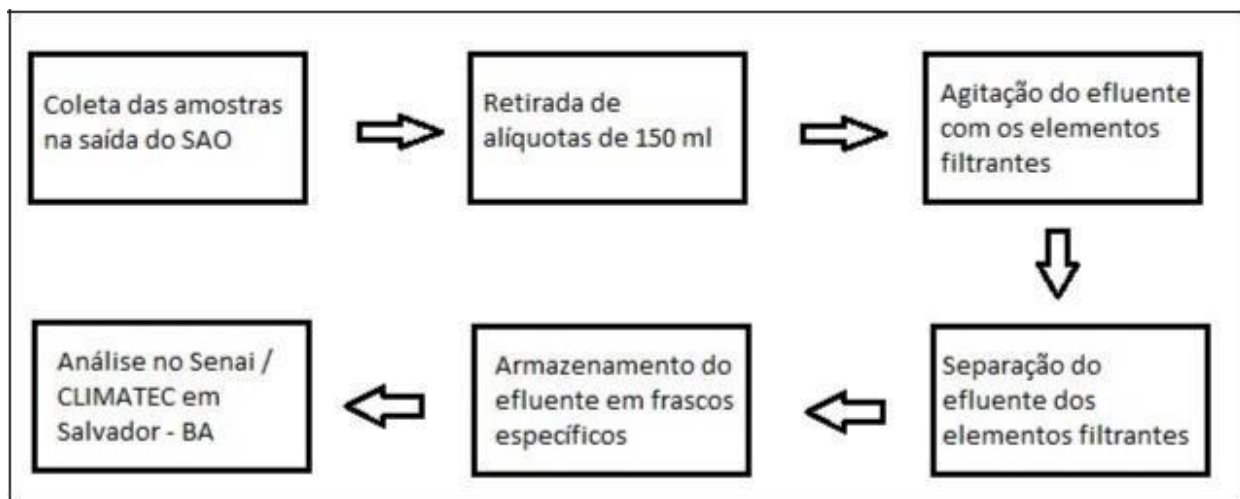 Coleta das amostras
na saída do SAO
Retirada de
alíquotas de 150 ml
Agitação do efluente
com os elementos
filtrantes
Separação do
efluente dos
elementos filtrantes
Armazenamento do
efluente em frascos
específicos
Análise no Senai /
CLIMATEC em
Salvador - BA